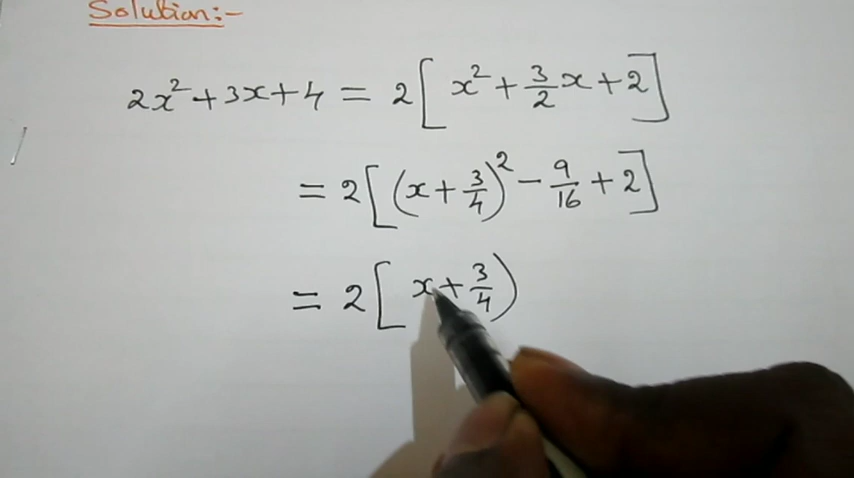 Solution:-
2x² + 3x + 4 = 2[ x² + 3/2 x + 2]
= 2[(x + 3/4)² - 9/16 + 2]
= 2[ x + 3/4)